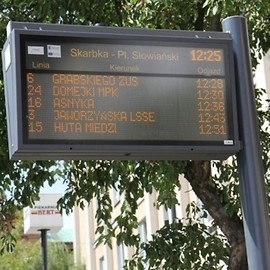 Skarbka - Pl. Słowiański 12:25
Linia Kierunek Odjazd
6 GRABSKIEGO ZUS 12:28
24 DOMEJKI MPK 12:30
16 ASNYKA 12:38
3 JAWORZYŃSKA LSSE 12:43
15 HUTA MIEDZI 12:51